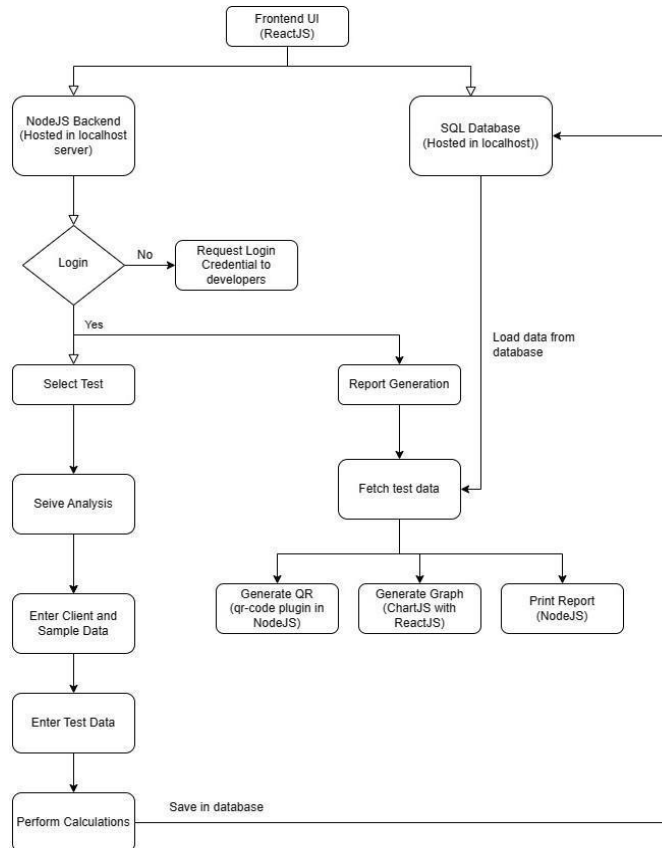 Frontend UI
(ReactJS)
NodeJS Backend
(Hosted in localhost
server)
SQL Database
(Hosted in localhost))
Login
No
Request Login
Credential to
developers
Yes
Load data from
database
Select Test
Report Generation
Seive Analysis
Fetch test data
Generate QR
(qr-code plugin in
NodeJS)
Generate Graph
(ChartJS with
ReactJS)
Print Report
(NodeJS)
Enter Client and
Sample Data
Enter Test Data
Save in database
Perform Calculations